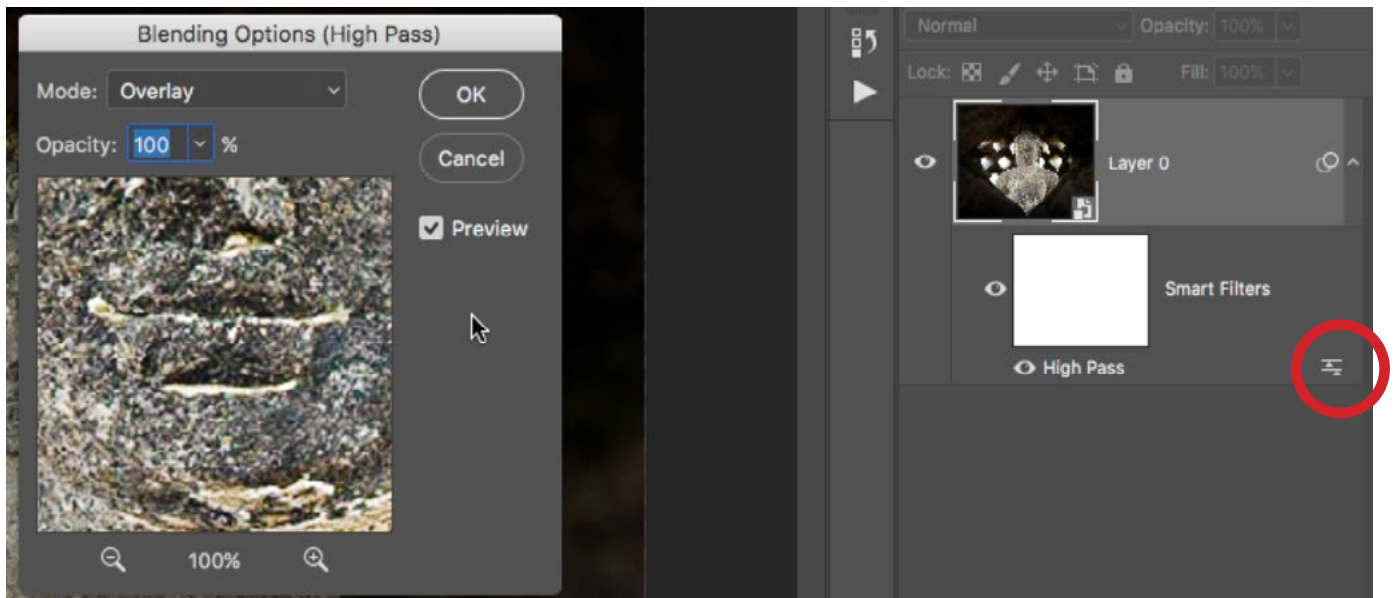 Blending Options (High Pass)
Mode: Overlay
OK
Opacity: 100 %
Cancel
Preview
100%
Normal Opacity: 100%
Lock: Fill: 100%
Layer 0
Smart Filters
High Pass